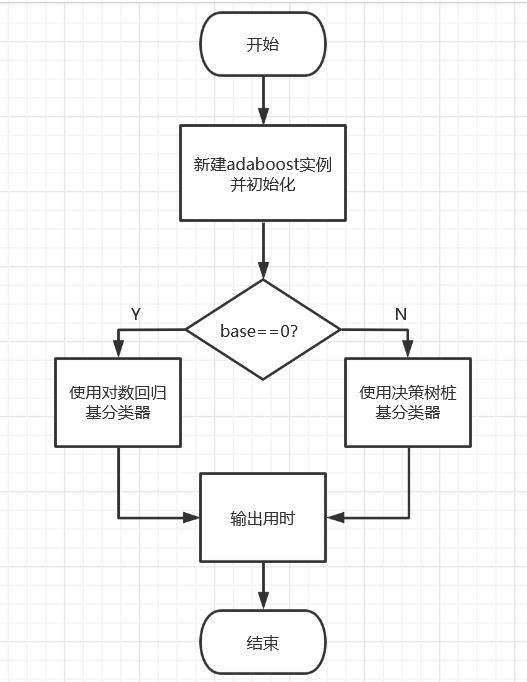 开始
新建adaboost实例
并初始化
base==0?
Y
N
使用对数回归
基分类器
使用决策树桩
基分类器
输出用时
结束